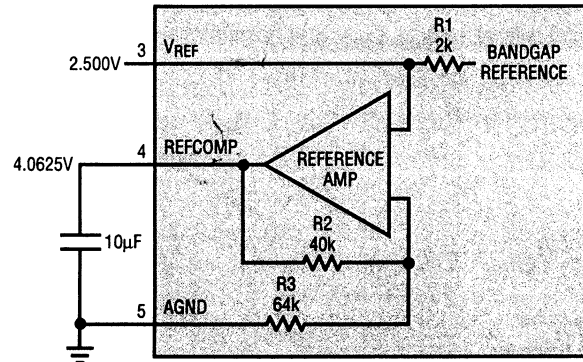 R1
2k
3
VREF
2.500V
BANDGAP
REFERENCE
REFCOMP
4
4.0625V
REFERENCE
AMP
10µF
R2
40k
R3
64k
5
AGND